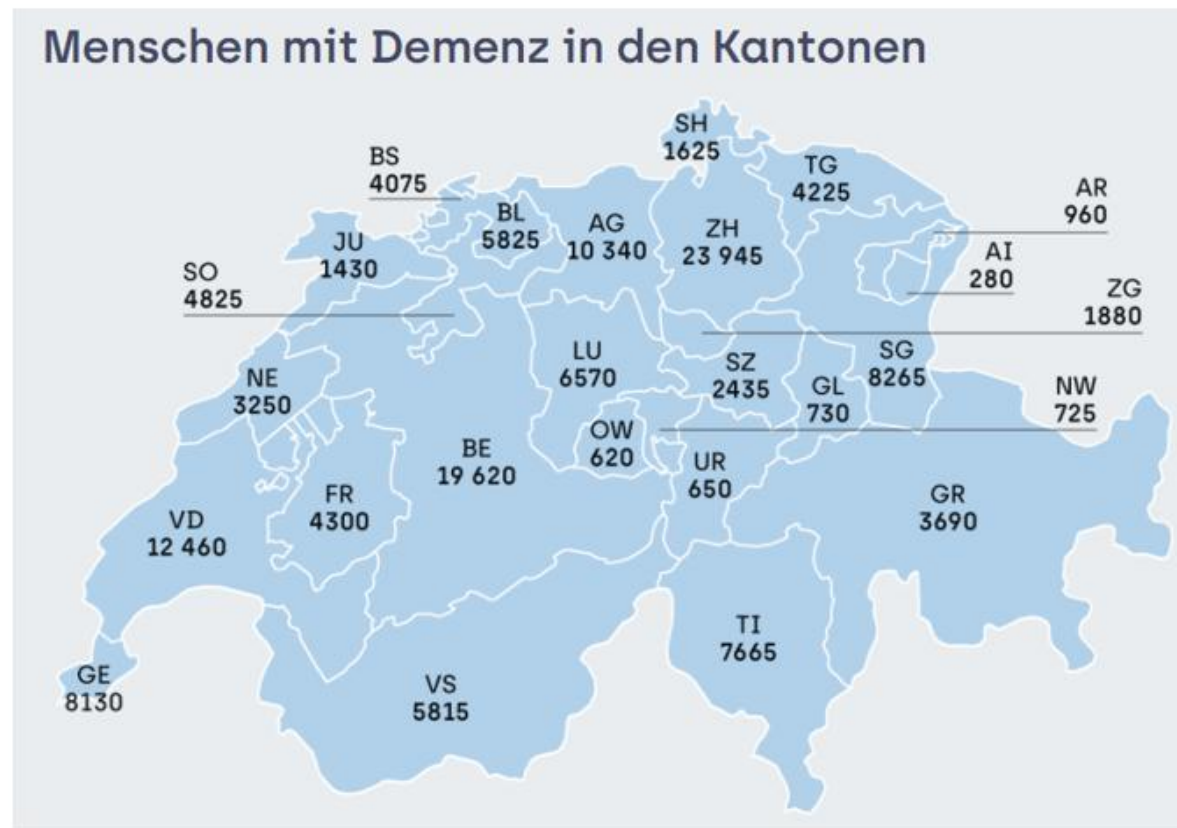 Menschen mit Demenz in den Kantonen
SH
1625
BS
4075
TG
4225
AR
960
BL
5825
AG
10 340
ZH
23 945
JU
1430
AI
280
SO
4825
ZG
1880
LU
6570
SZ
2435
SG
8265
NE
3250
GL
730
NW
725
OW
620
BE
19 620
UR
650
FR
4300
GR
3690
VD
12 460
TI
7665
GE
8130
VS
5815